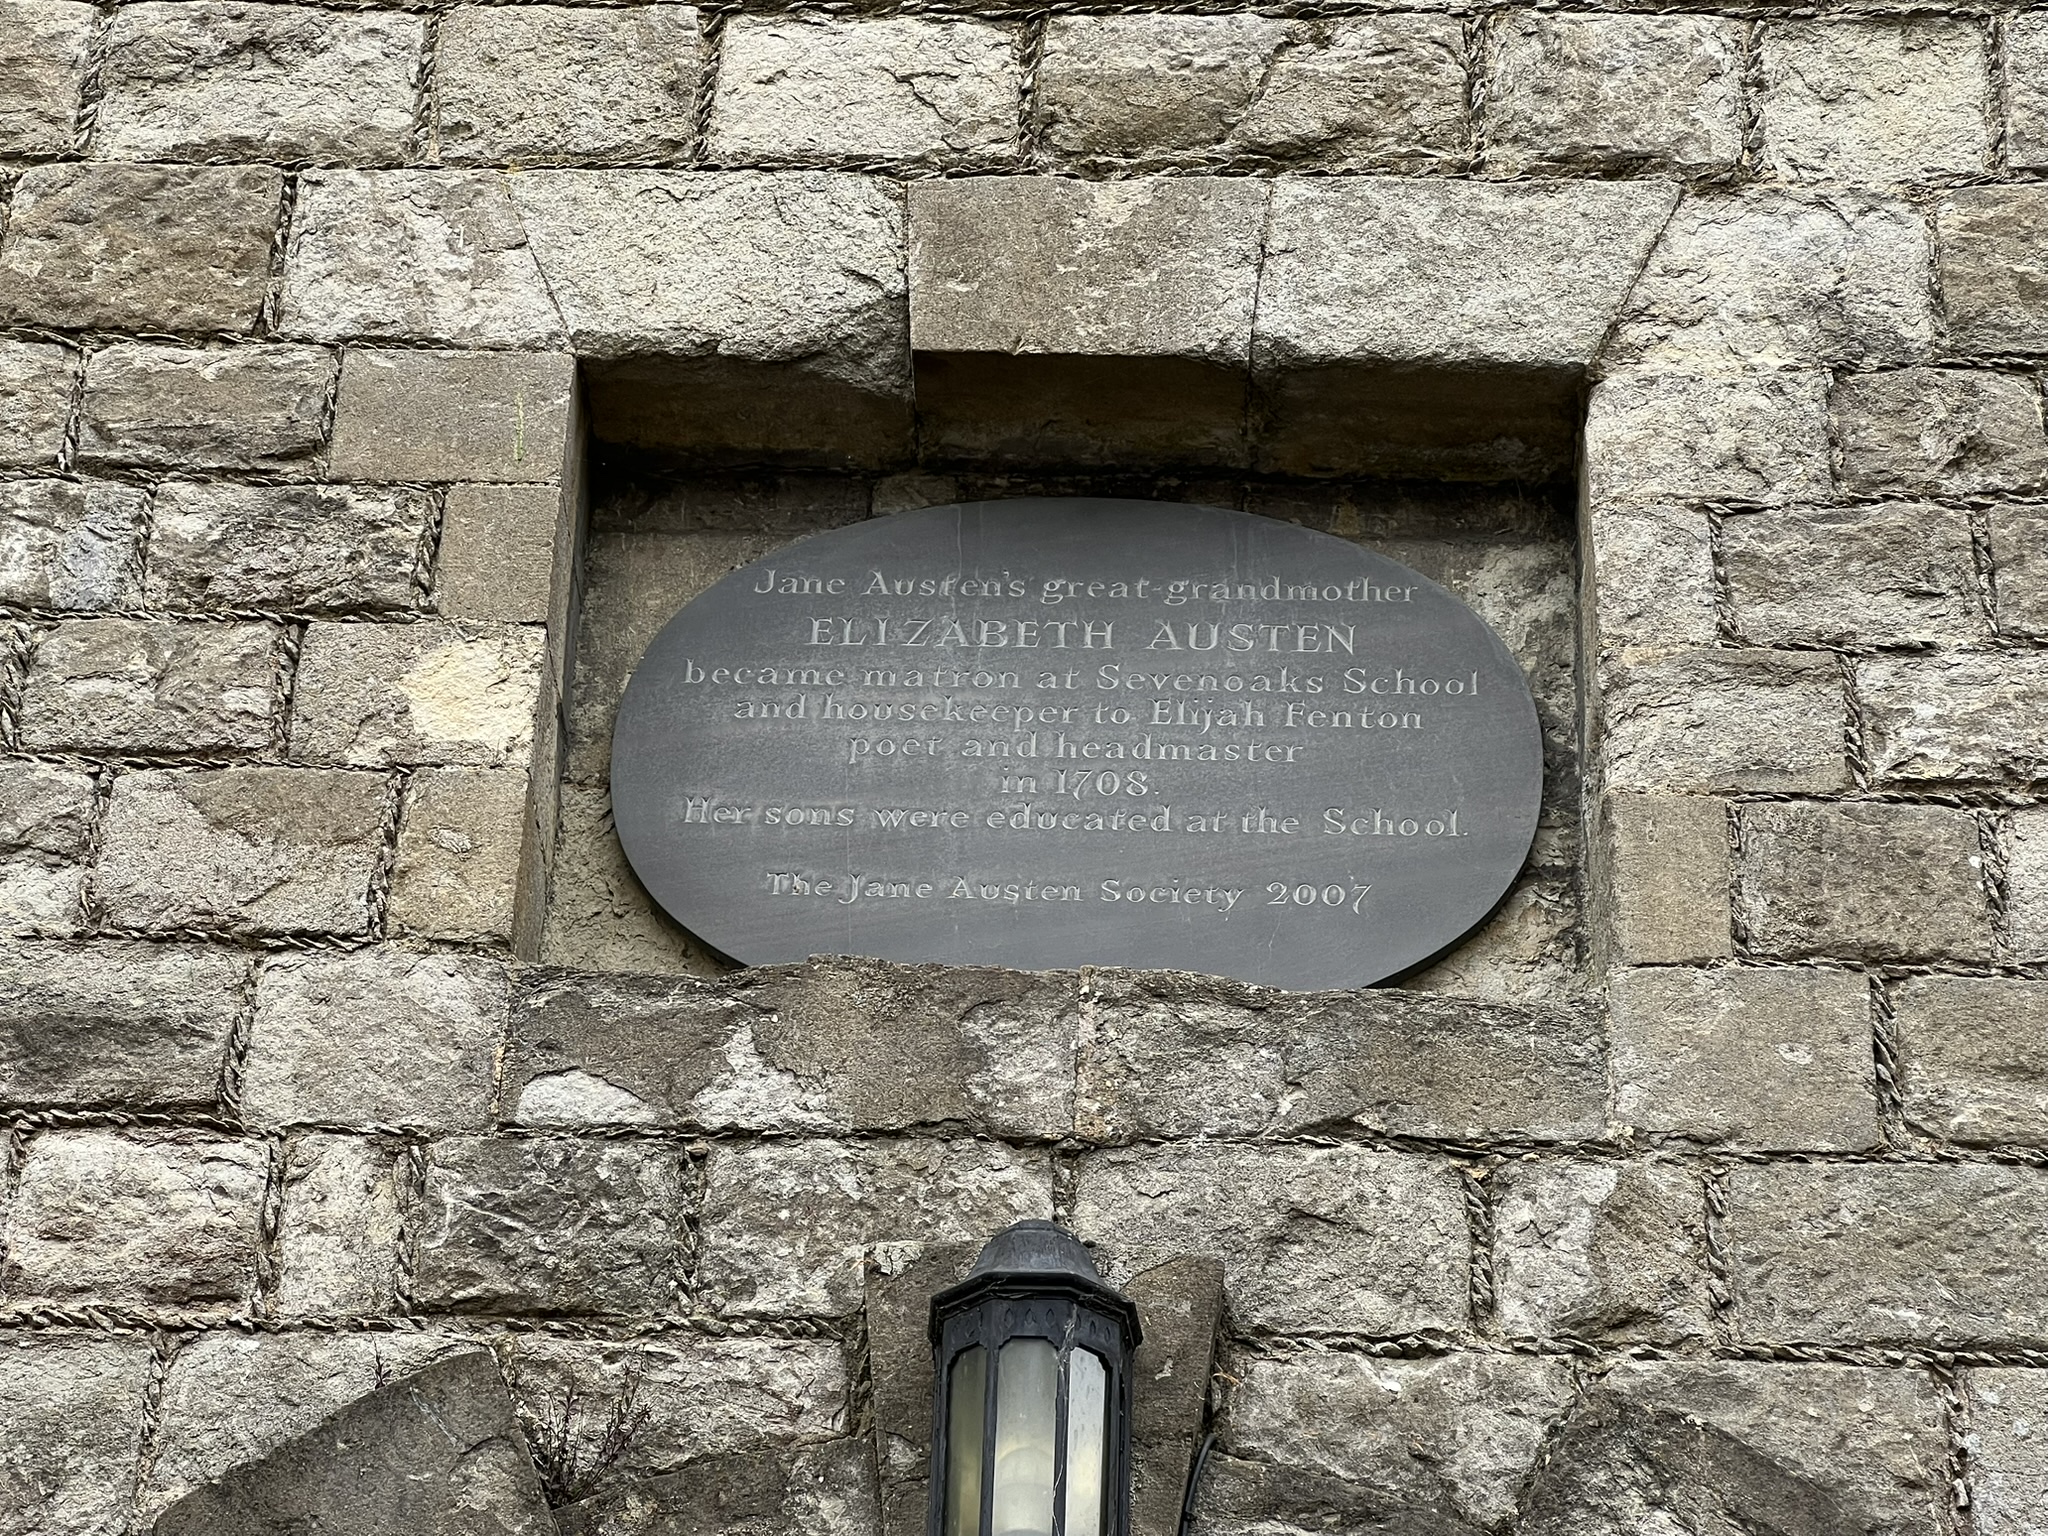 Jane Austen's great-grandmother
ELIZABETH AUSTEN
became matron at Sevenoaks School
and housekeeper to Elijah Fenton
poet and headmaster
in 1708.
Her sons were educated at the School.
The Jane Austen Society 2007